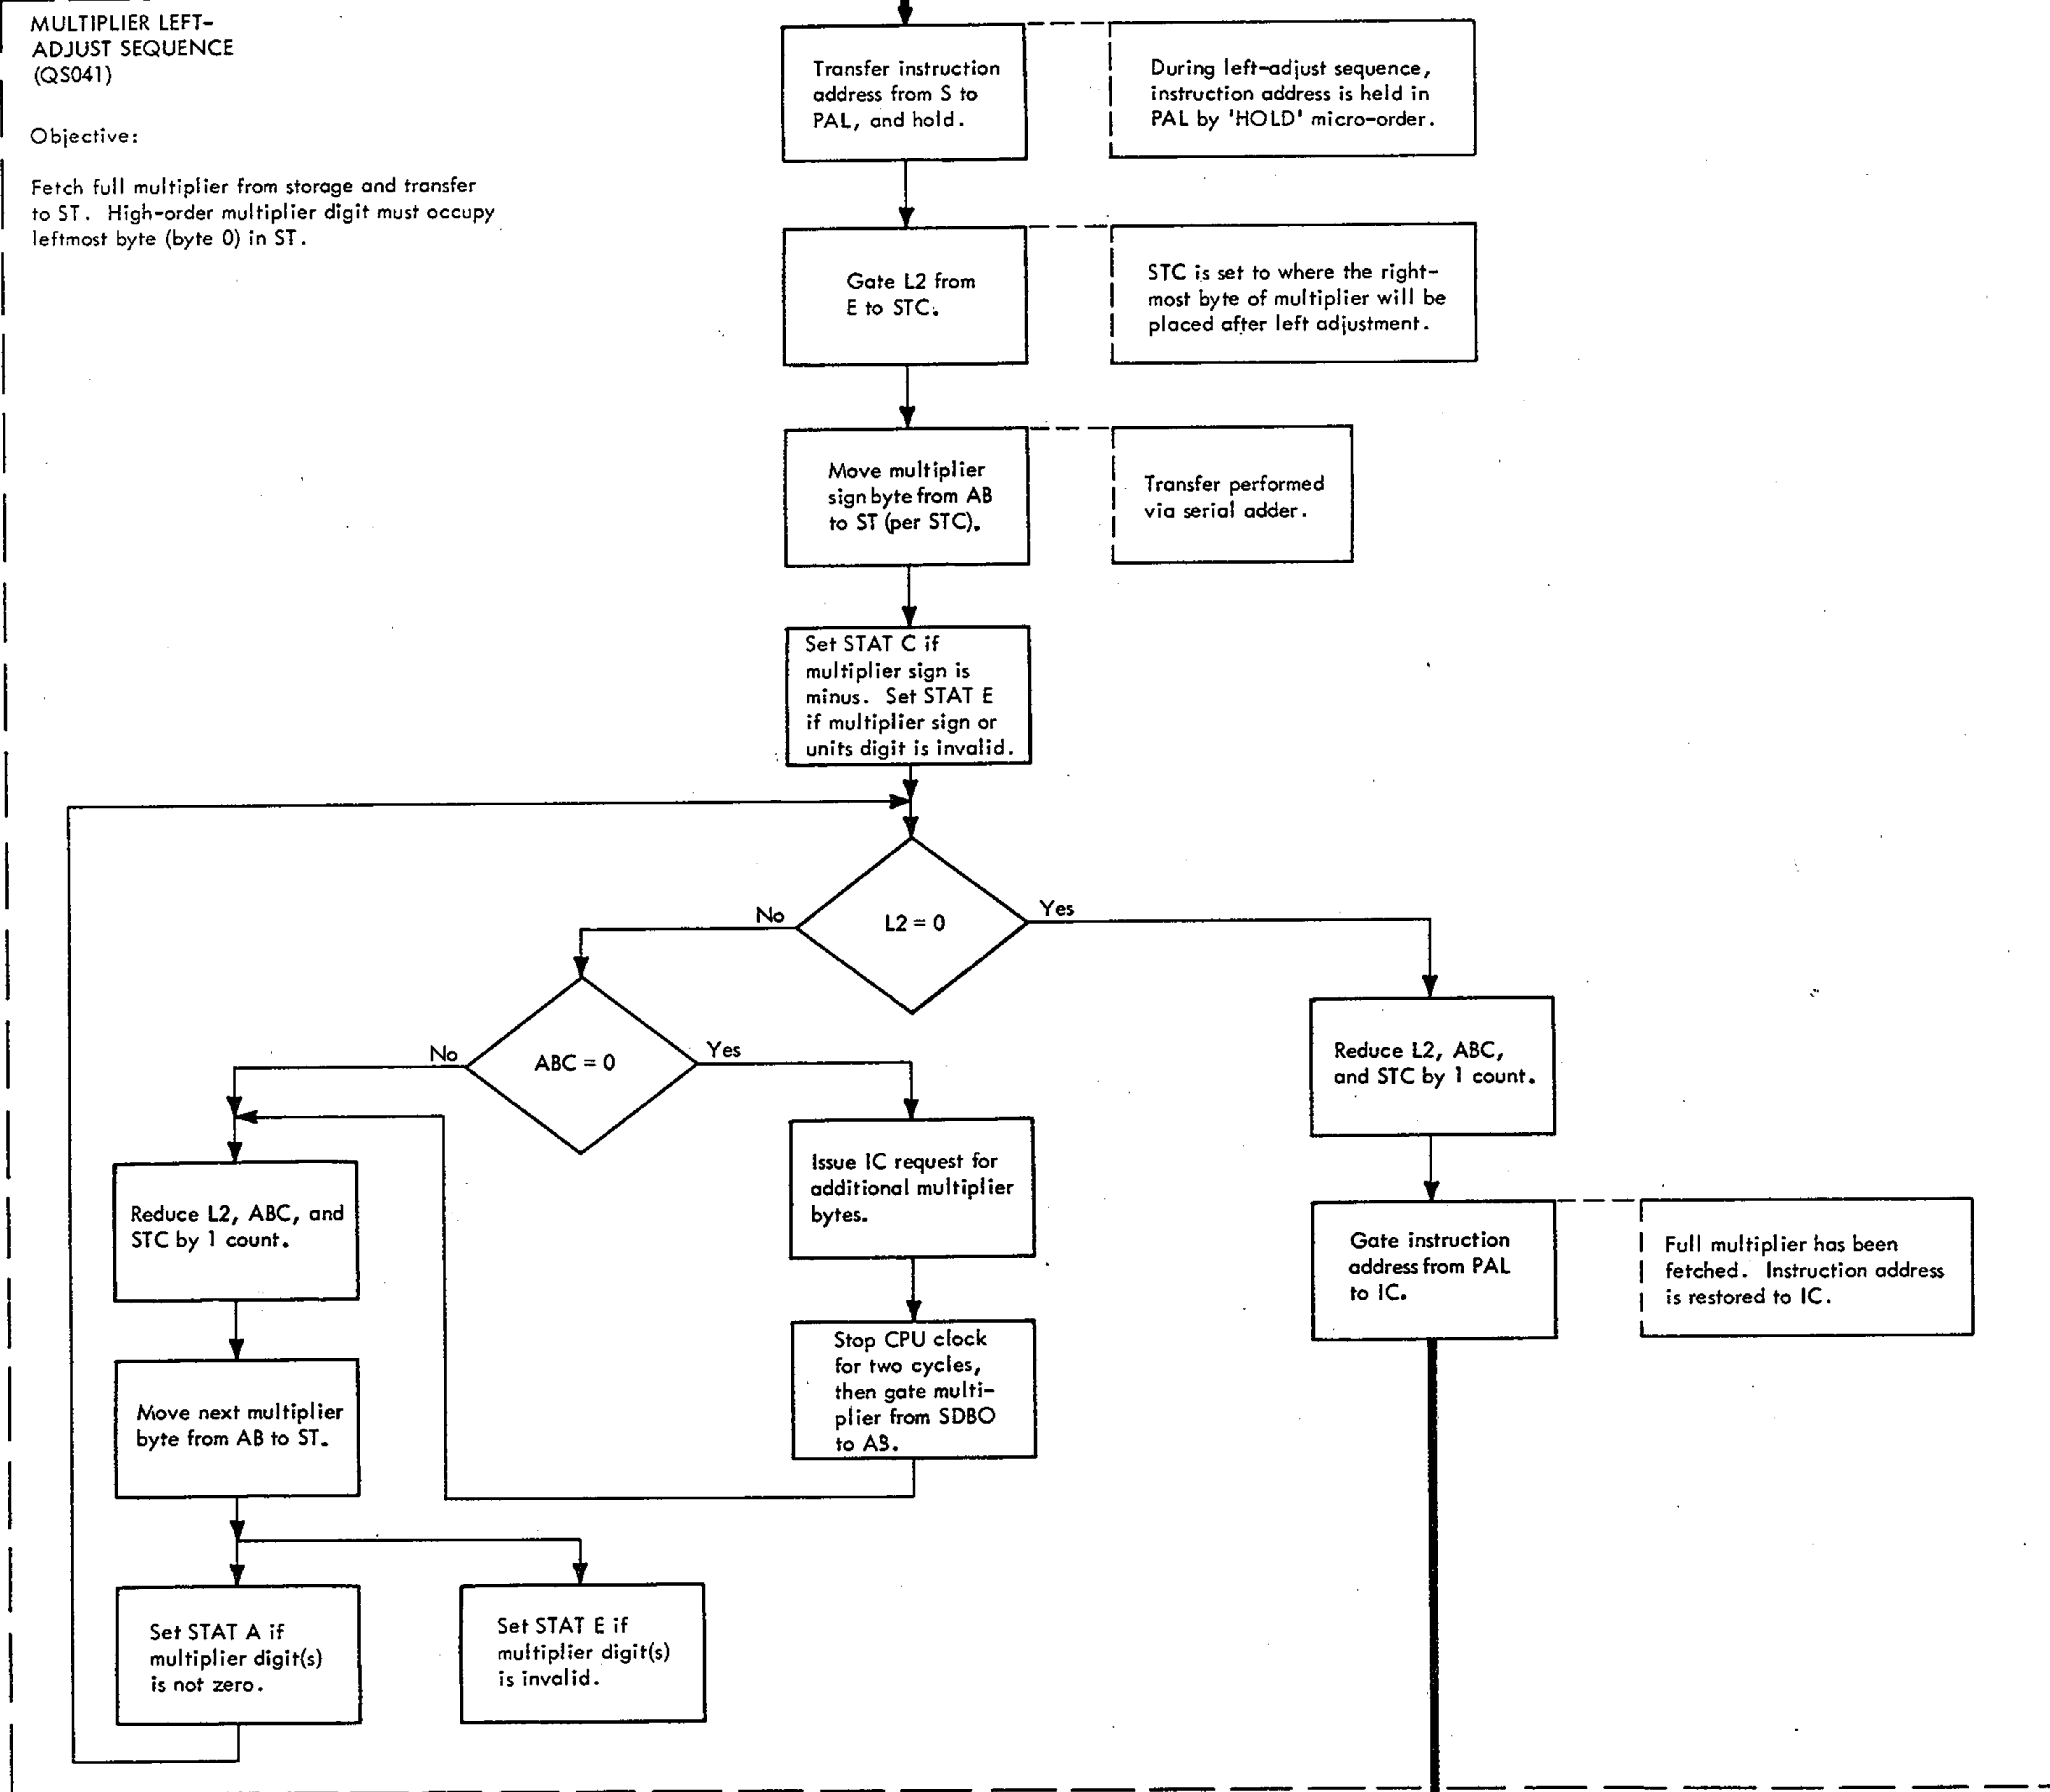 MULTIPLIER LEFT-
ADJUST SEQUENCE
(QS041)
Objective:
Fetch full multiplier from storage and transfer
to ST. High-order multiplier digit must occupy
leftmost byte (byte 0) in ST.
Transfer instruction
address from S to
PAL, and hold.
During left-adjust sequence,
instruction address is held in
PAL by 'HOLD' micro-order.
Gate L2 from
E to STC.
STC is set to where the right-
most byte of multiplier will be
placed after left adjustment.
Move multiplier
sign byte from AB
to ST (per STC).
Transfer performed
via serial adder.
Set STAT C if
multiplier sign is
minus. Set STAT E
if multiplier sign or
units digit is invalid.
L2 = 0
No
Yes
ABC = 0
No
Yes
Reduce L2, ABC, and
STC by 1 count.
Move next multiplier
byte from AB to ST.
Set STAT A if
multiplier digit(s)
is not zero.
Set STAT E if
multiplier digit(s)
is invalid.
Issue IC request for
additional multiplier
bytes.
Stop CPU clock
for two cycles,
then gate multi-
plier from SDBO
to AB.
Reduce L2, ABC,
and STC by 1 count.
Gate instruction
address from PAL
to IC.
Full multiplier has been
fetched. Instruction address
is restored to IC.